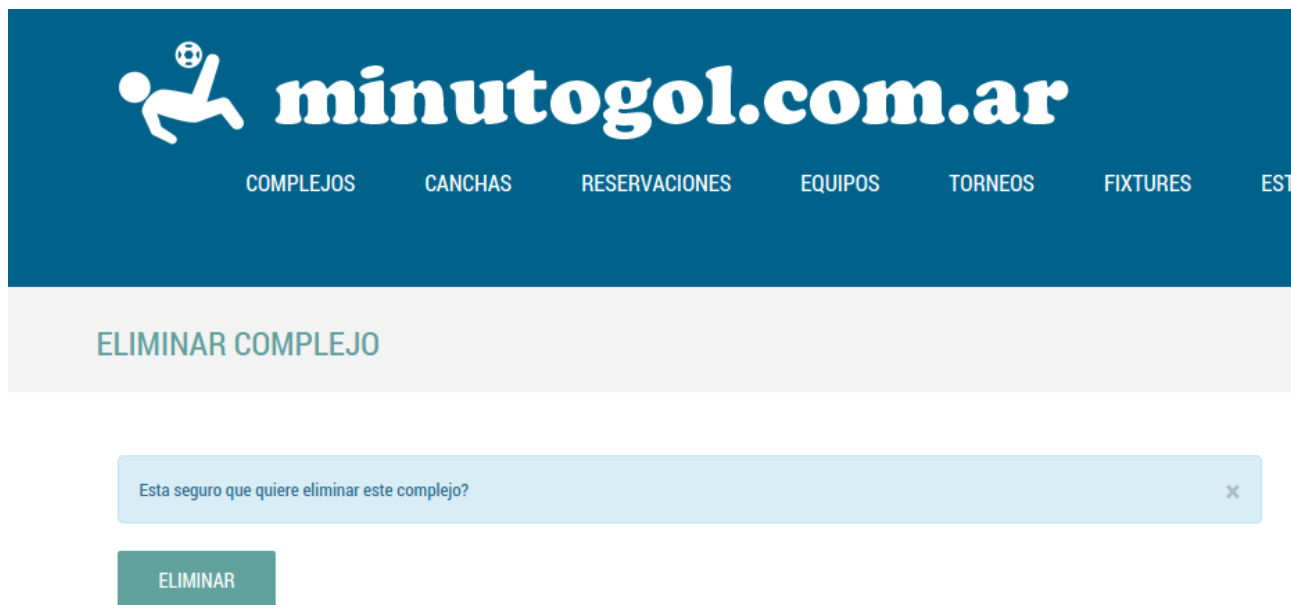 minutogol.com.ar
COMPLEJOS CANCHAS RESERVACIONES EQUIPOS TORNEOS FIXTURES EST
ELIMINAR COMPLEJO
Esta seguro que quiere eliminar este complejo? ×
ELIMINAR